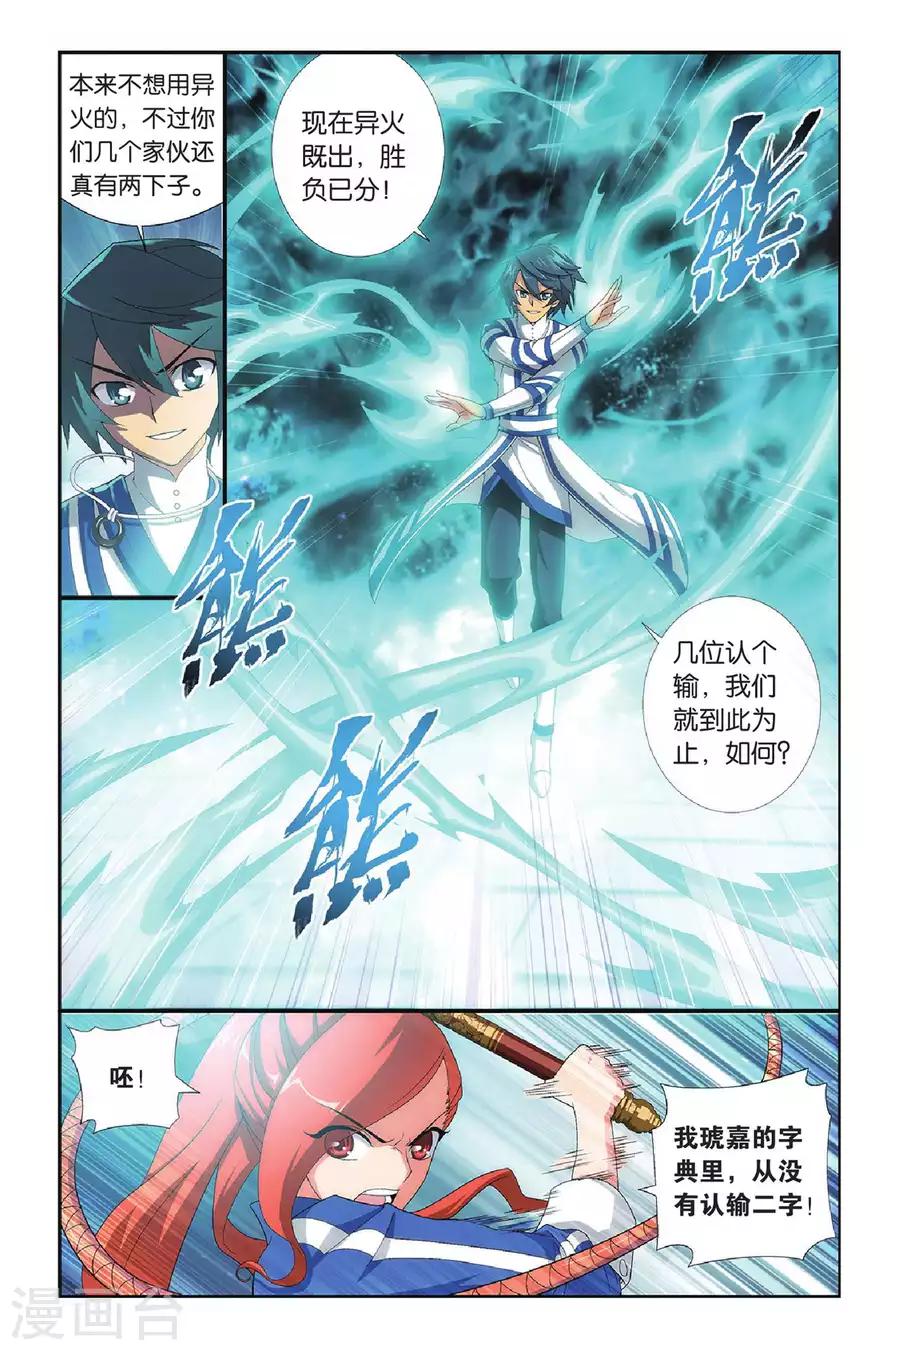 本来不想用异
火的，不过你
们几个家伙还
真有两下子。
现在异火
既出，胜
负已分！
熊
熊
熊
几位认个
输，我们
就到此为
止，如何？
呸！
我琥嘉的字
典里，从没
有认输二字！
漫画台